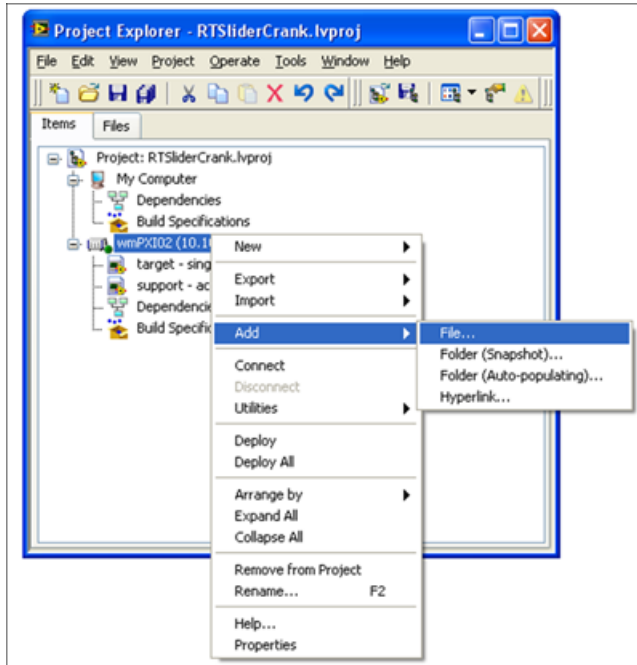 Project Explorer - RTSliderCrank.lvproj
File Edit View Project Operate Tools Window Help
Items Files
Project: RTSliderCrank.lvproj
My Computer
Dependencies
Build Specifications
wmPXI02 (10.10
target - sing
support - ac
Dependencie
Build Specific
New
Export
Import
Add
Connect
Disconnect
Utilities
Deploy
Deploy All
Arrange by
Expand All
Collapse All
Remove from Project
Rename... F2
Help...
Properties
File...
Folder (Snapshot)...
Folder (Auto-populating)...
Hyperlink...